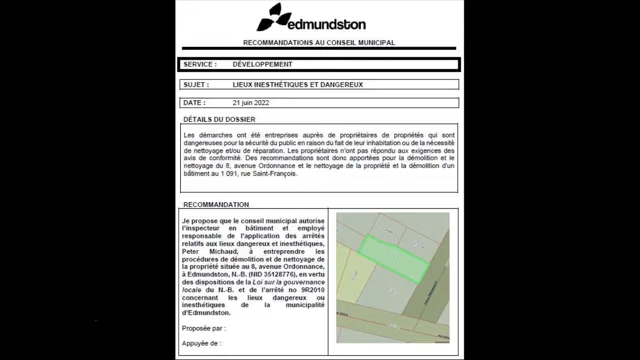 edmundston
RECOMMANDATIONS AU CONSEIL MUNICIPAL
SERVICE : DÉVELOPPEMENT
SUJET : LIEUX INESTHÉTIQUES ET DANGEREUX
DATE : 21 juin 2022
DÉTAILS DU DOSSIER
Les démarches ont été entreprises auprès de propriétaires de propriétés qui sont
dangereuses pour la sécurité du public en raison du fait de leur inhabitation ou de la nécessité
de nettoyage et/ou de réparation. Les propriétaires n'ont pas répondu aux exigences des
avis de conformité. Des recommandations sont donc apportées pour la démolition et le
nettoyage du 8, avenue Ordonnance et le nettoyage de la propriété et la démolition d'un
bâtiment au 1 091, rue Saint-François.
RECOMMANDATION
Je propose que le conseil municipal autorise
l'inspecteur en bâtiment et employé
responsable de l'application des arrêtés
relatifs aux lieux dangereux et inesthétiques,
Peter Michaud, à entreprendre les
procédures de démolition et de nettoyage de
la propriété située au 8, avenue Ordonnance,
à Edmundston, N.-B. (NID 35128776), en vertu
des dispositions de la Loi sur la gouvernance
locale du N.-B. et de l'arrêté no 9R2010
concernant les lieux dangereux ou
inesthétiques de la municipalité
d'Edmundston.
Proposée par :
Appuyée de :